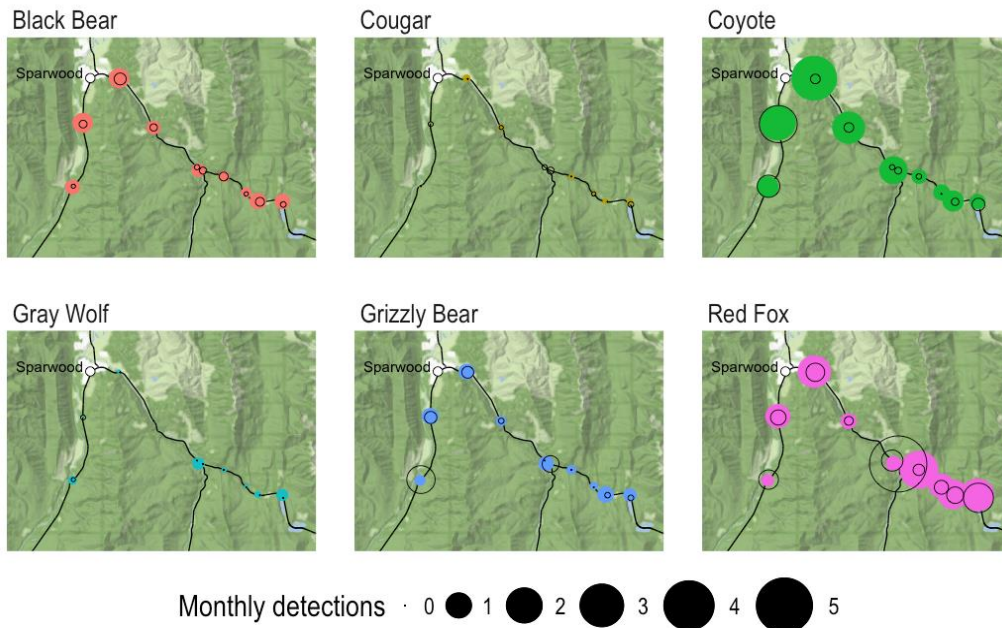 Black Bear
Cougar
Coyote
Sparwood
Sparwood
Sparwood
Gray Wolf
Grizzly Bear
Red Fox
Sparwood
Sparwood
Sparwood
Monthly detections 0 1 2 3 4 5